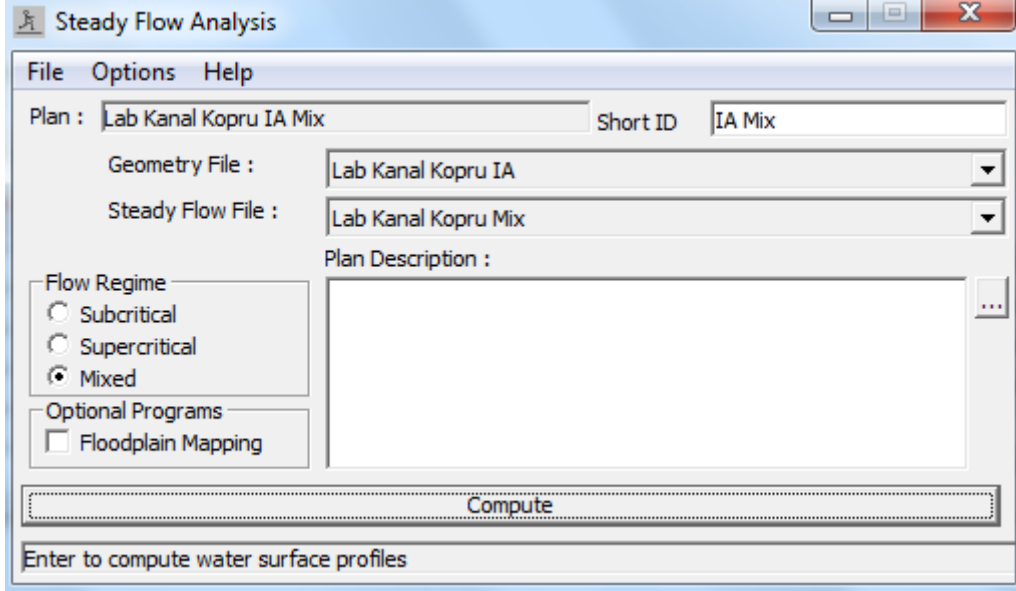 Steady Flow Analysis
File Options Help
Plan : Lab Kanal Kopru IA Mix Short ID IA Mix
Geometry File : Lab Kanal Kopru IA
Steady Flow File : Lab Kanal Kopru Mix
Plan Description :
Flow Regime
Subcritical
Supercritical
Mixed
Optional Programs
Floodplain Mapping
...
Compute
Enter to compute water surface profiles